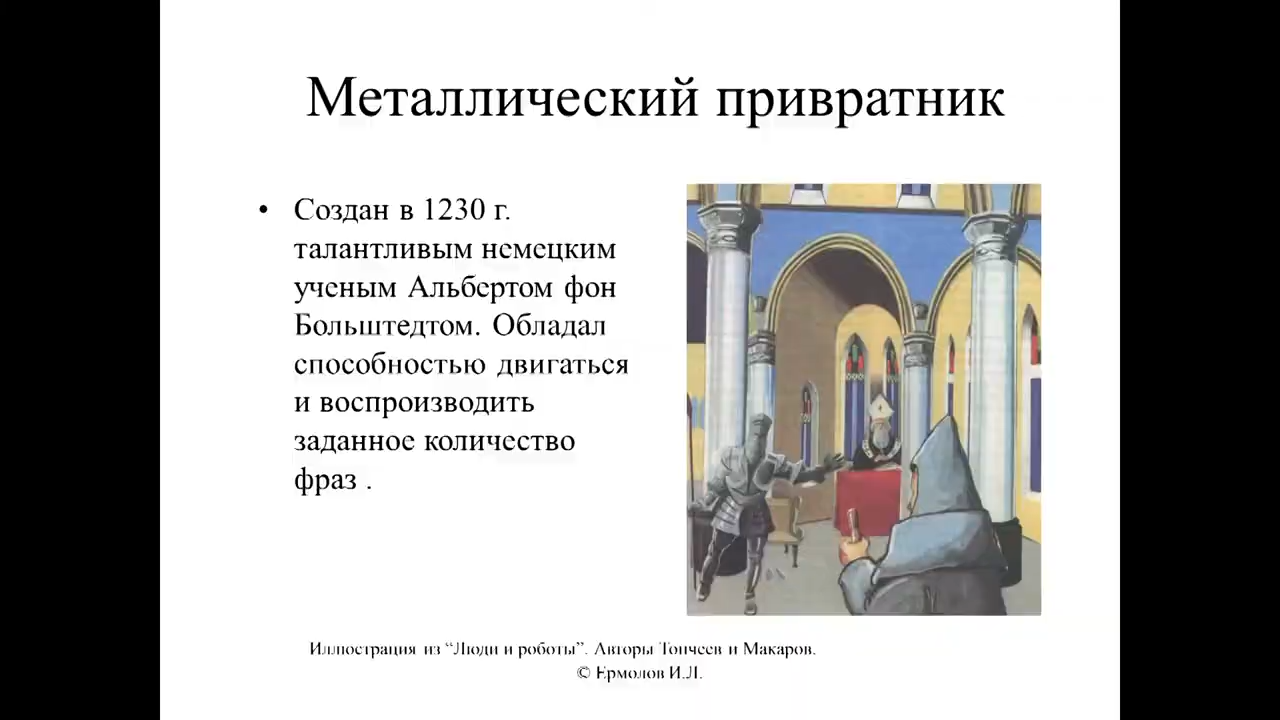 Металлический привратник
• Создан в 1230 г.
талантливым немецким
ученым Альбертом фон
Больштедтом. Обладал
способностью двигаться
и воспроизводить
заданное количество
фраз .
Иллюстрация из “Люди и роботы”. Авторы Тончеев и Макаров.
© Ермолов И.Л.